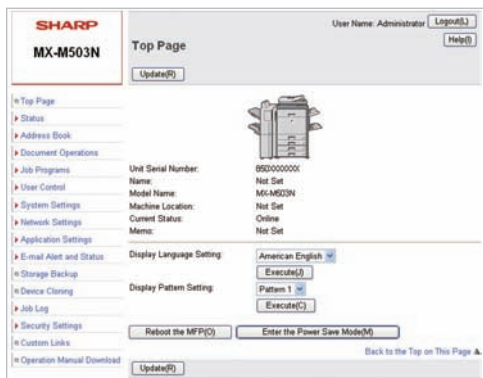 SHARP
User Name: Administrator Logout(L)
MX-M503N
Top Page
Help(I)
Update(R)
Top Page
Status
Address Book
Document Operations
Job Programs
User Control
System Settings
Network Settings
Application Settings
E-mail Alert and Status
Storage Backup
Device Cloning
Job Log
Security Settings
Custom Links
Operation Manual Download
Unit Serial Number: 850XXXXXXX
Name: Not Set
Model Name: MX-M503N
Machine Location: Not Set
Current Status: Online
Memo: Not Set
Display Language Setting: American English
Execute(J)
Display Pattern Setting: Pattern 1
Execute(C)
Reboot the MFP(O) Enter the Power Save Mode(M)
Back to the Top on This Page
Update(R)